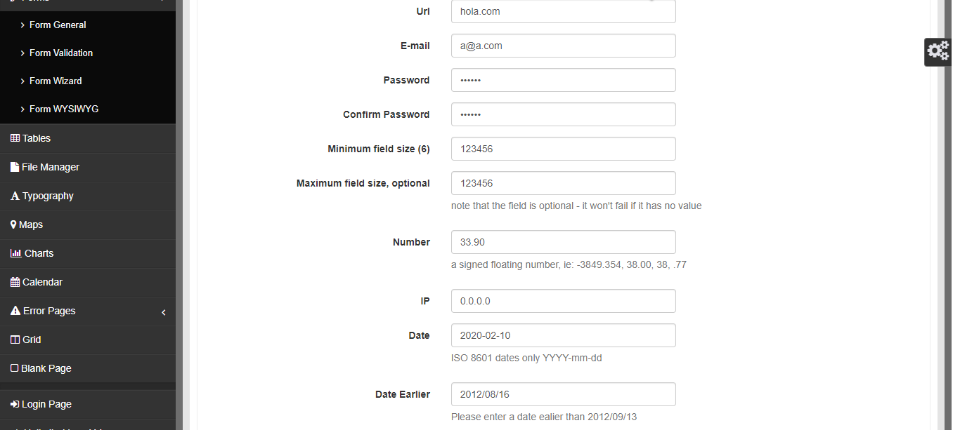 Form General
Form Validation
Form Wizard
Form WYSIWYG
Tables
File Manager
Typography
Maps
Charts
Calendar
Error Pages
Grid
Blank Page
Login Page
Url hola.com
E-mail a@a.com
Password ••••••
Confirm Password ••••••
Minimum field size (6) 123456
Maximum field size, optional 123456
note that the field is optional - it won't fail if it has no value
Number 33.90
a signed floating number, ie: -3849.354, 38.00, 38, .77
IP 0.0.0.0
Date 2020-02-10
ISO 8601 dates only YYYY-mm-dd
Date Earlier 2012/08/16
Please enter a date ealier than 2012/09/13